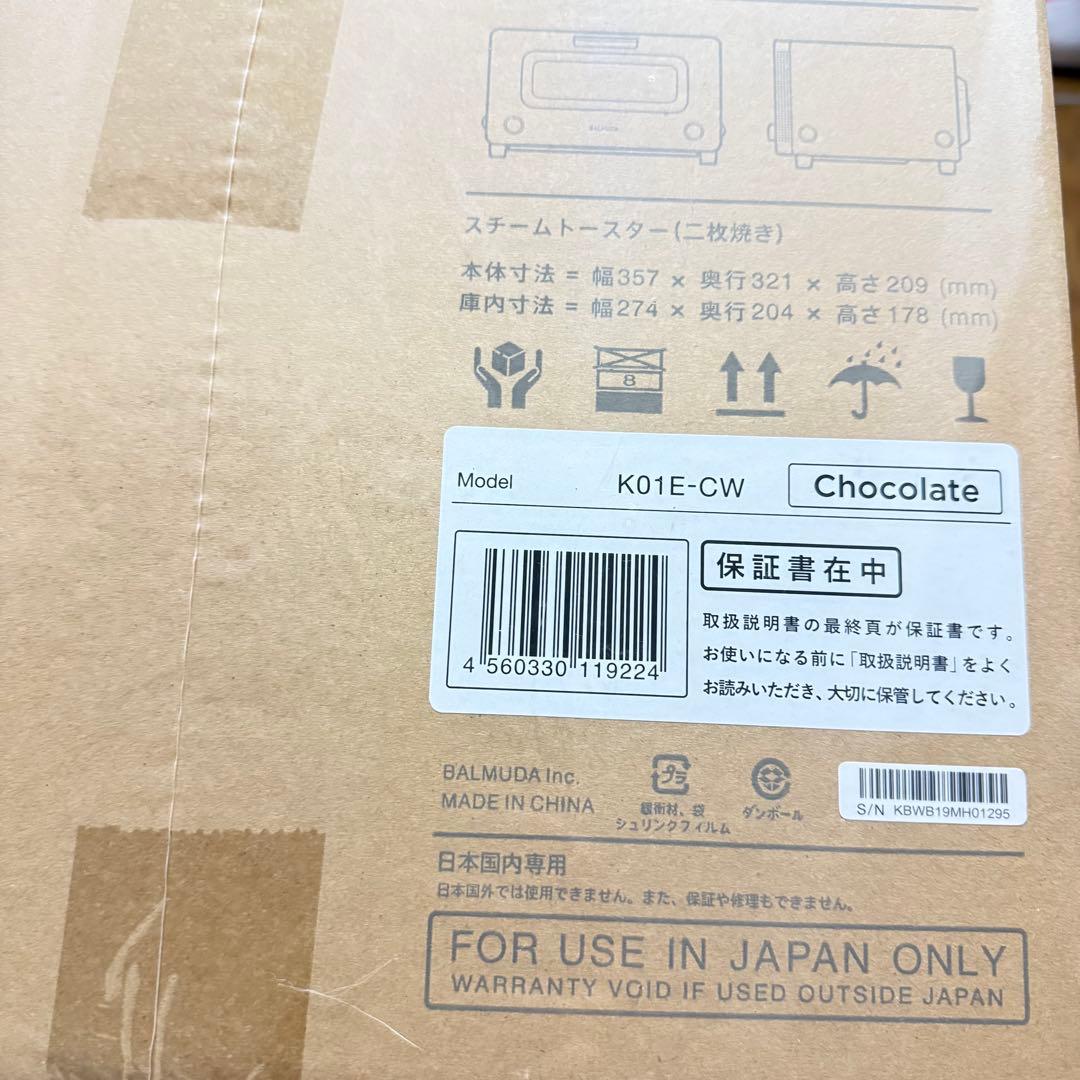 BALMUDA
スチームトースター(二枚焼き)
本体寸法 = 幅357 × 奥行321 × 高さ209 (mm)
庫内寸法 = 幅274 × 奥行204 × 高さ178 (mm)
8
Model K01E-CW Chocolate
保証書在中
取扱説明書の最終頁が保証書です。
お使いになる前に「取扱説明書」をよく
お読みいただき、大切に保管してください。
4 560330 119224
BALMUDA Inc.
MADE IN CHINA
プラ
緩衝材、袋
シュリンクフィルム
ダンボール
S/N KBWB19MH01295
日本国内専用
日本国外では使用できません。また、保証や修理もできません。
FOR USE IN JAPAN ONLY
WARRANTY VOID IF USED OUTSIDE JAPAN